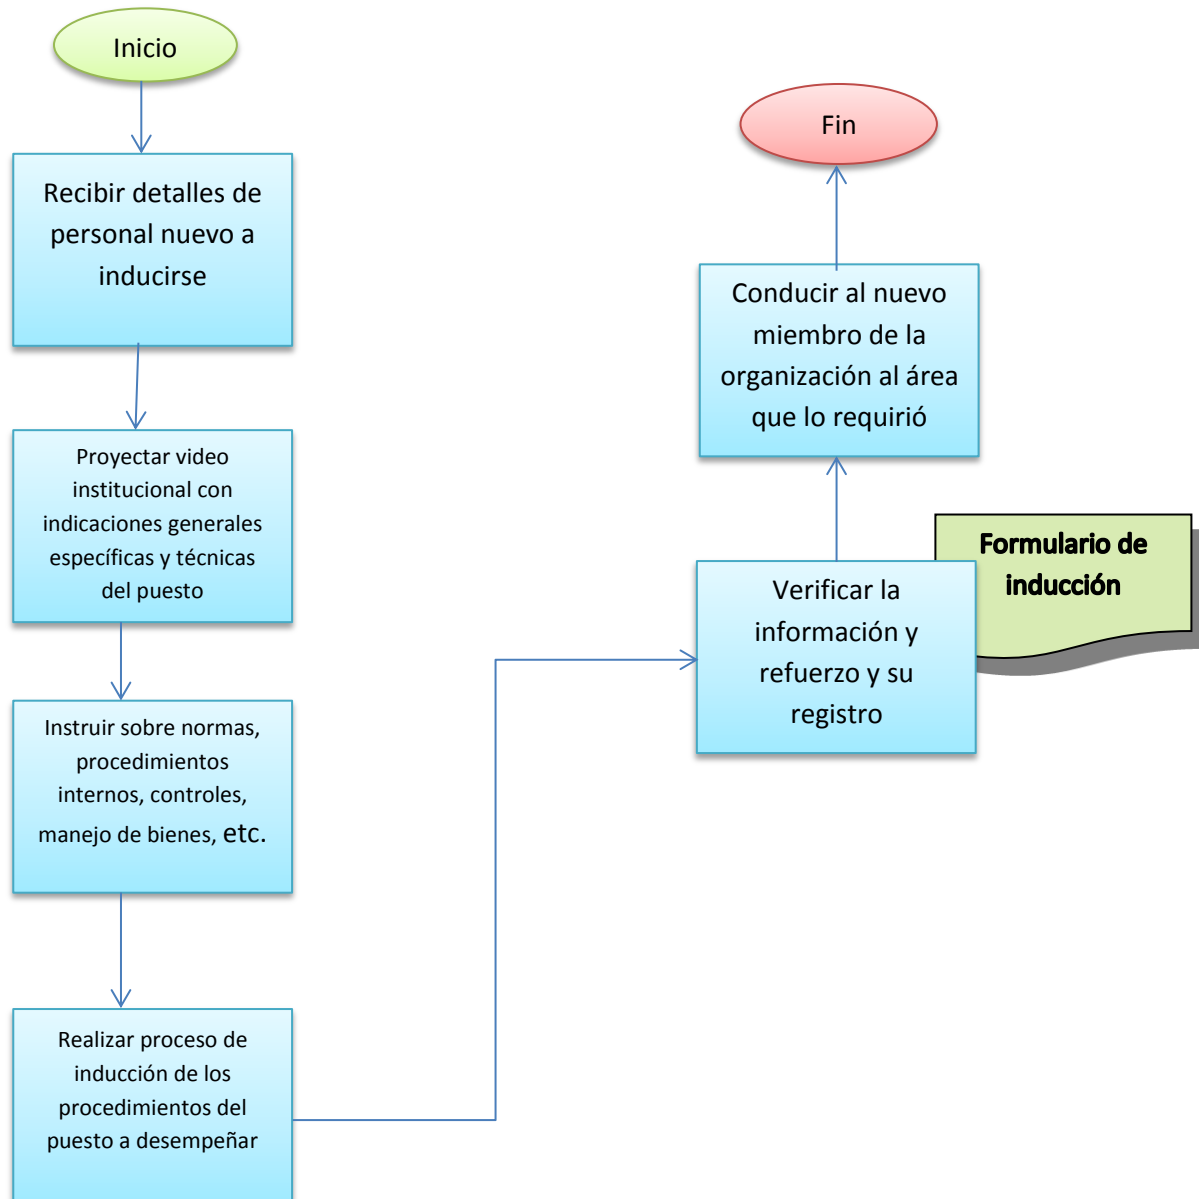 Inicio
Recibir detalles de
personal nuevo a
inducirse
Proyectar video
institucional con
indicaciones generales
específicas y técnicas
del puesto
Instruir sobre normas,
procedimientos
internos, controles,
manejo de bienes, etc.
Realizar proceso de
inducción de los
procedimientos del
puesto a desempeñar
Fin
Conducir al nuevo
miembro de la
organización al área
que lo requirió
Formulario de
inducción
Verificar la
información y
refuerzo y su
registro